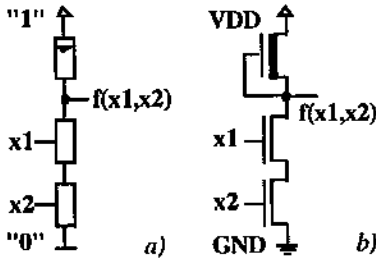 "1"
f(x1,x2)
x1
x2
"0"
a)
VDD
f(x1,x2)
x1
x2
GND
b)